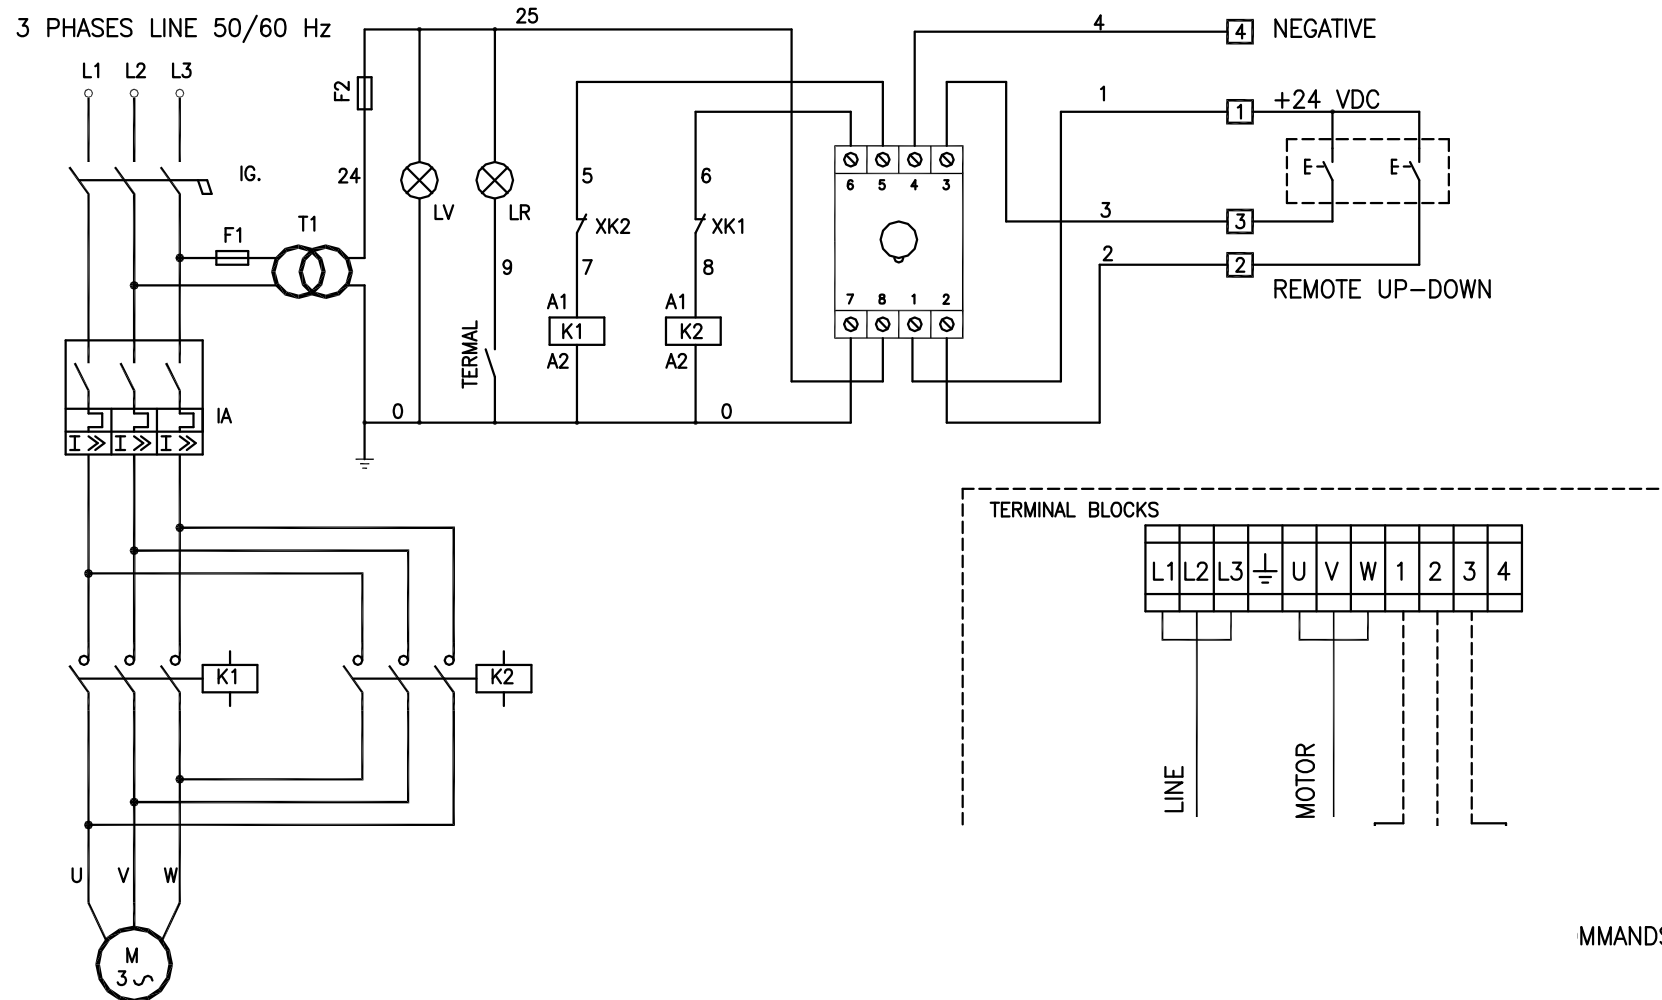 3 PHASES LINE 50/60 Hz
L1 L2 L3
IG.
F1
T1
F2
24
25
LV
LR
9
TERMAL
5
XK2
7
A1
K1
A2
6
XK1
8
A1
K2
A2
0
0
6 5 4 3
7 8 1 2
4
4 NEGATIVE
1
1 +24 VDC
E E
3
3
2
2
REMOTE UP-DOWN
IA
I I I
K1
K2
U V W
M
3
TERMINAL BLOCKS
L1 L2 L3 U V W 1 2 3 4
LINE
MOTOR
MMANDS